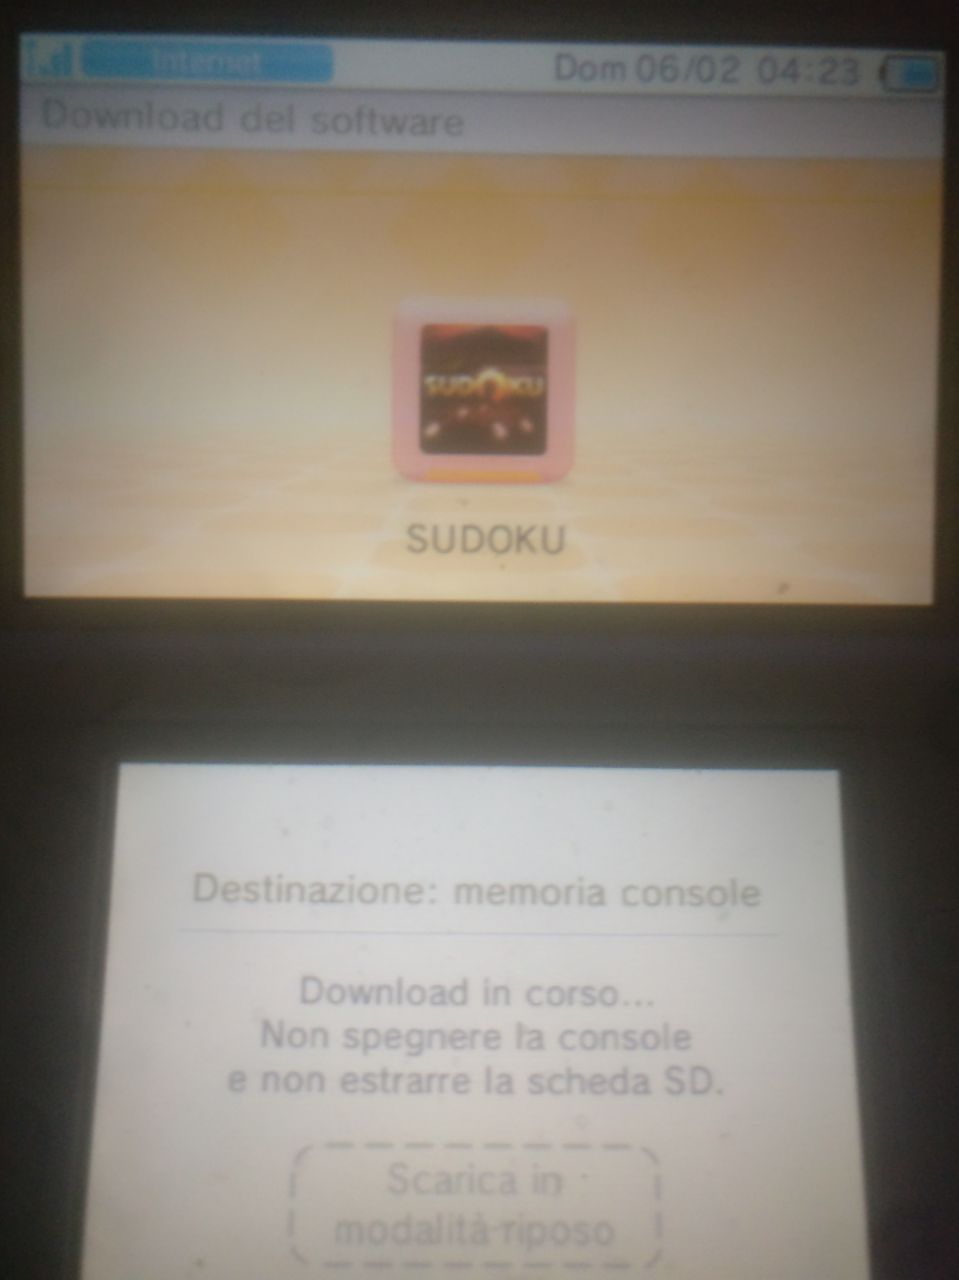 Internet
Dom 06/02 04:23
Download del software
SUDOKU
SUDOKU
Destinazione: memoria console
Download in corso...
Non spegnere la console
e non estrarre la scheda SD.
Scarica in
modalità riposo